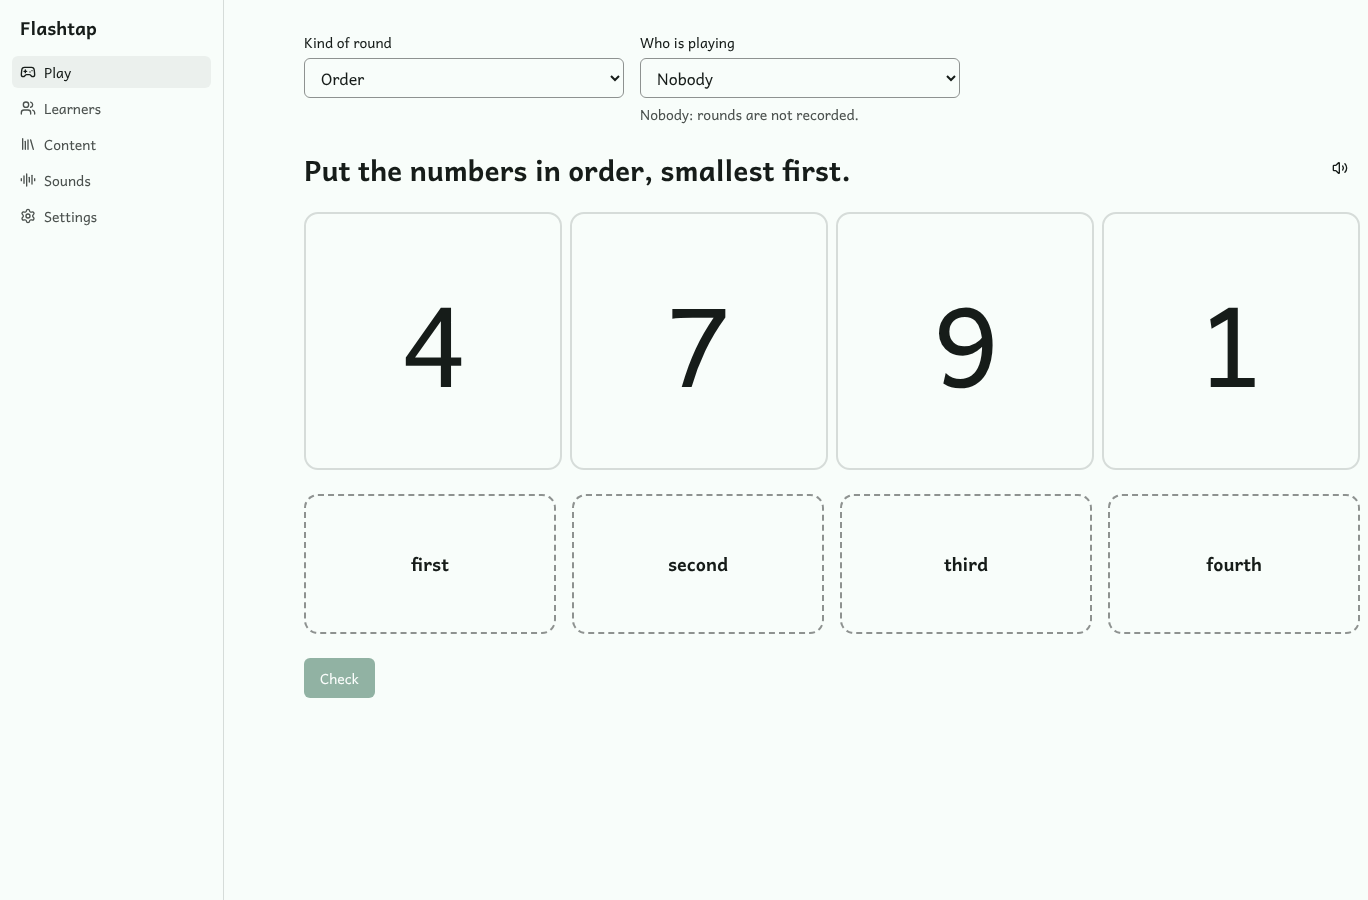 Flashtap
Play
Learners
Content
Sounds
Settings
Kind of round
Order
Who is playing
Nobody
Nobody: rounds are not recorded.
Put the numbers in order, smallest first.
4 7 9 1
first second third fourth
Check